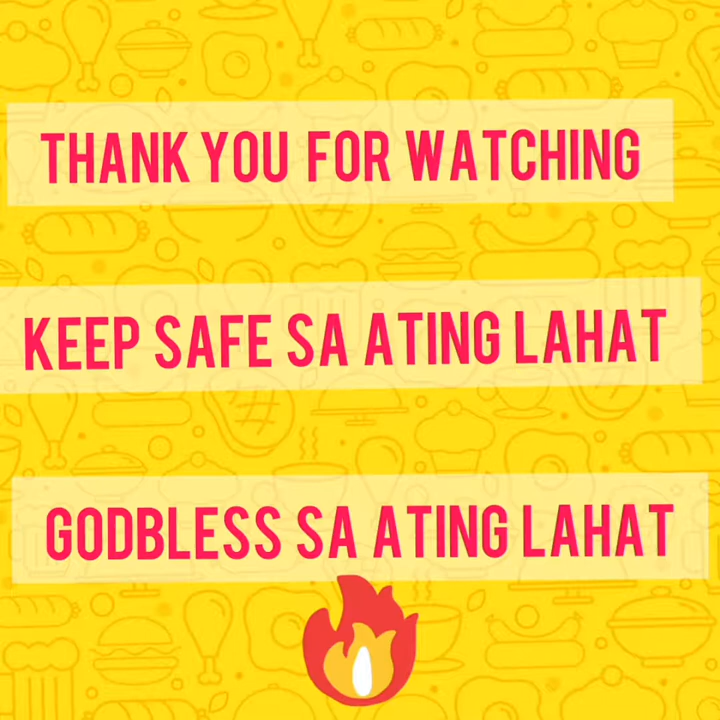 THANK YOU FOR WATCHING
KEEP SAFE SA ATING LAHAT
GODBLESS SA ATING LAHAT